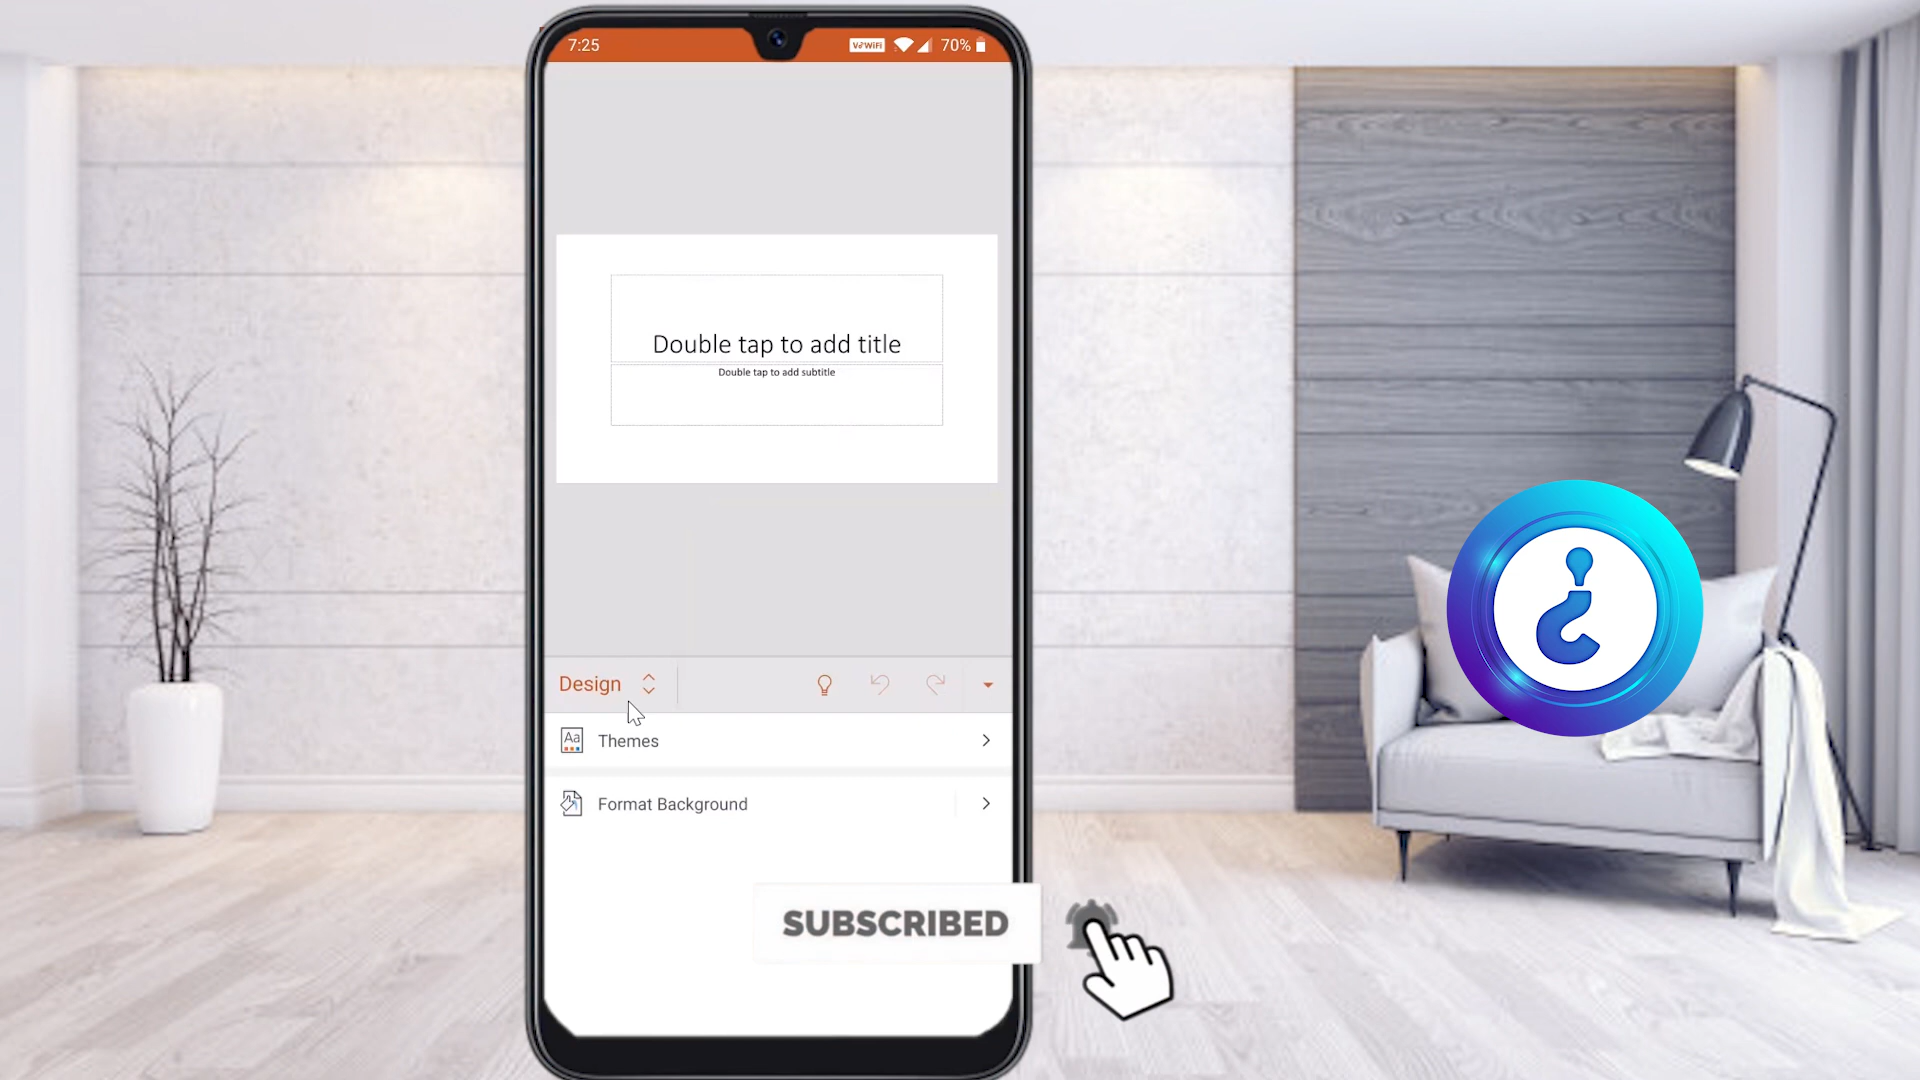 7:25
VoWiFi
70%
Double tap to add title
Double tap to add subtitle
Design
Aa
Themes
Format Background
SUBSCRIBED